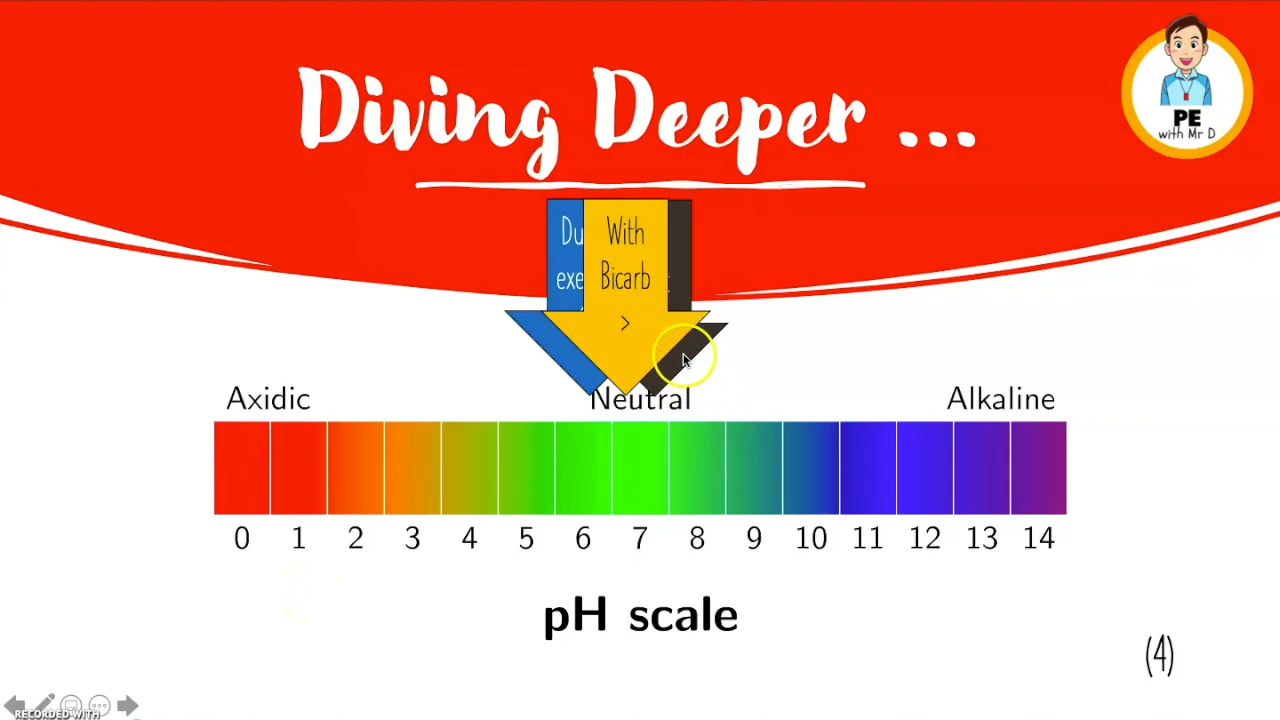 Diving Deeper ...
PE
with Mr D
Du
exe
With
Bicarb
>
Axidic
Neutral
Alkaline
0 1 2 3 4 5 6 7 8 9 10 11 12 13 14
pH scale
(4)
RECORDED WITH